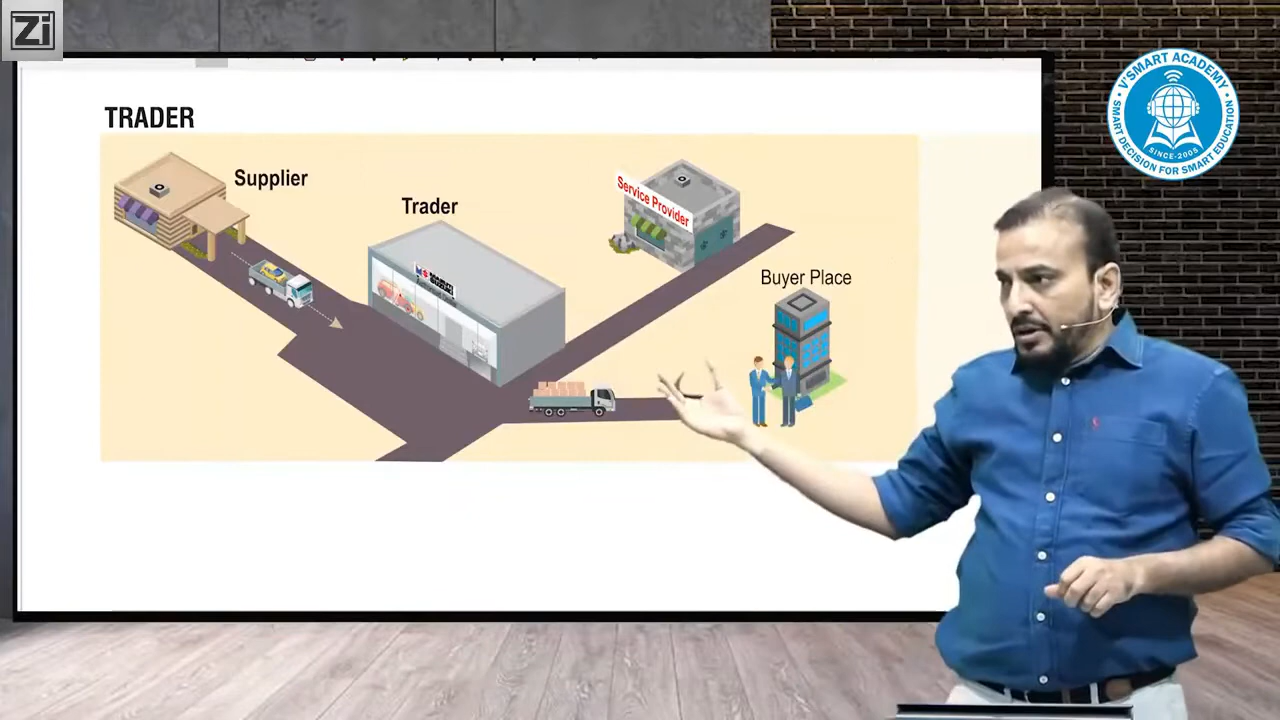 Zi
TRADER
Supplier
Trader
Service Provider
Buyer Place
V'SMART ACADEMY
SMART DECISION FOR SMART EDUCATION
SINCE-2005